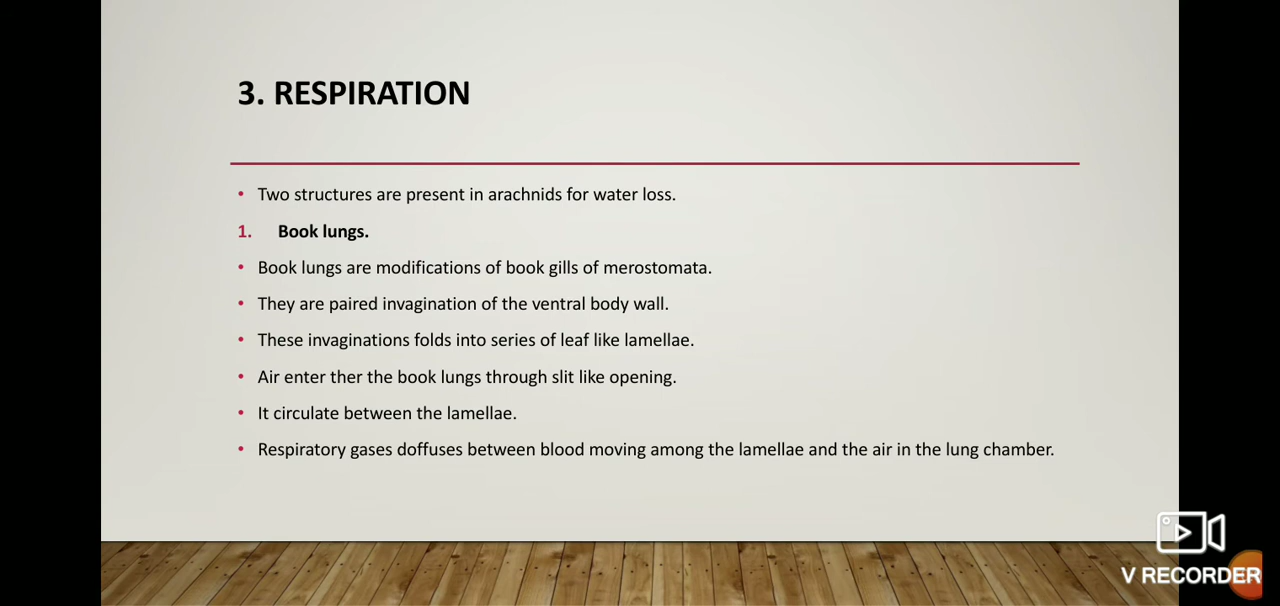 3. RESPIRATION
• Two structures are present in arachnids for water loss.
1. Book lungs.
• Book lungs are modifications of book gills of merostomata.
• They are paired invagination of the ventral body wall.
• These invaginations folds into series of leaf like lamellae.
• Air enter ther the book lungs through slit like opening.
• It circulate between the lamellae.
• Respiratory gases doffuses between blood moving among the lamellae and the air in the lung chamber.
V RECORDER